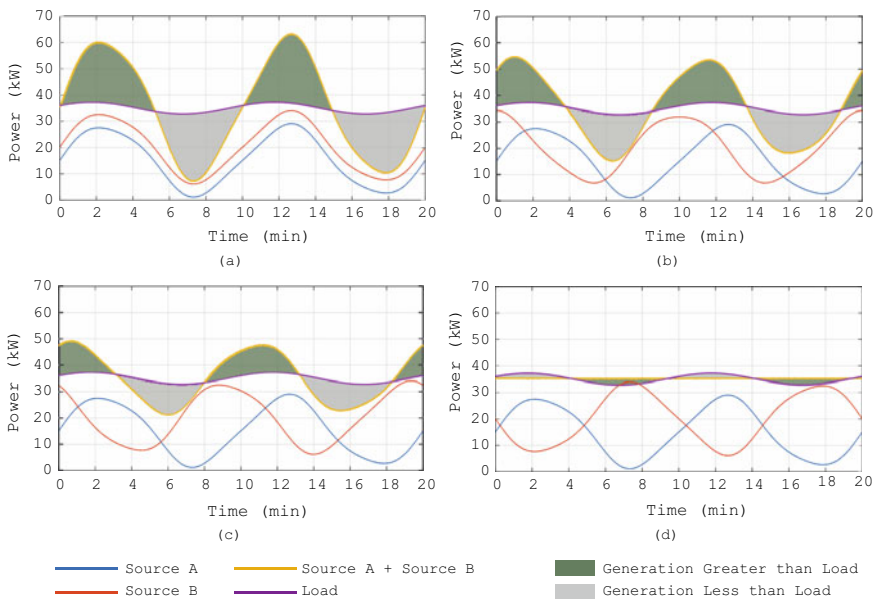 70
60
50
40
30
20
10
0
Power (kW)
0 2 4 6 8 10 12 14 16 18 20
Time (min)
(a)
70
60
50
40
30
20
10
0
Power (kW)
0 2 4 6 8 10 12 14 16 18 20
Time (min)
(b)
70
60
50
40
30
20
10
0
Power (kW)
0 2 4 6 8 10 12 14 16 18 20
Time (min)
(c)
70
60
50
40
30
20
10
0
Power (kW)
0 2 4 6 8 10 12 14 16 18 20
Time (min)
(d)
Source A
Source A + Source B
Generation Greater than Load
Source B
Load
Generation Less than Load